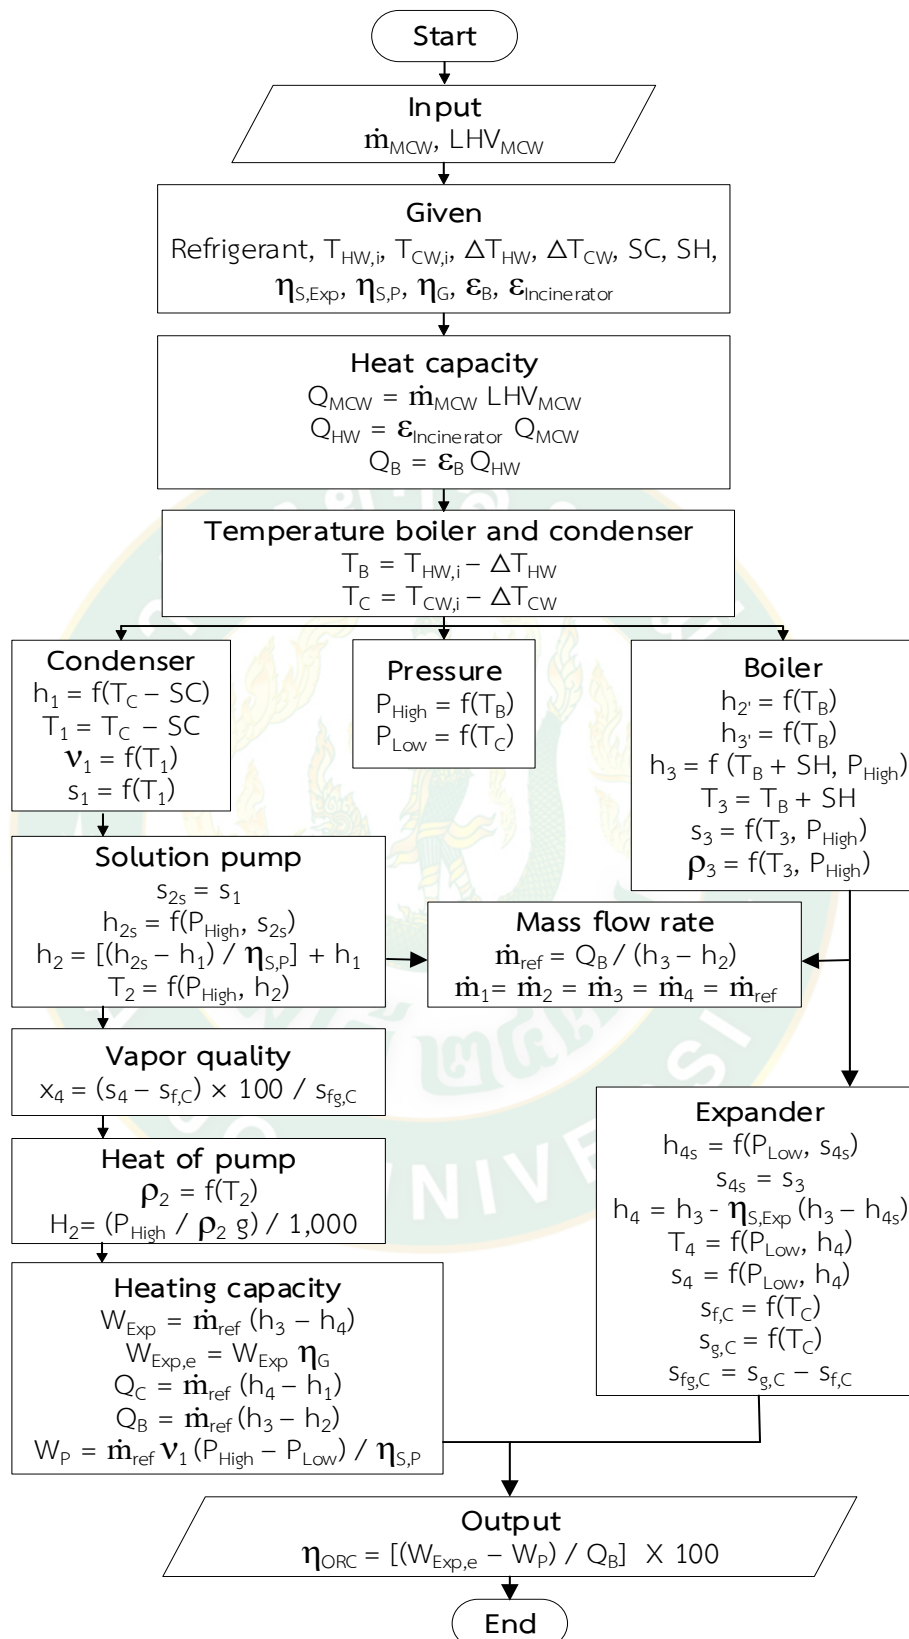 Start
Input
ṁMCW, LHVMCW
Given
Refrigerant, THW,i, TCW,i, ΔTHW, ΔTCW, SC, SH,
ηS,Exp, ηS,P, ηG, εB, εIncinerator
Heat capacity
QMCW = ṁMCW LHVMCW
QHW = εIncinerator QMCW
QB = εB QHW
Temperature boiler and condenser
TB = THW,i – ΔTHW
TC = TCW,i – ΔTCW
Condenser
h1 = f(TC – SC)
T1 = TC – SC
ν1 = f(T1)
s1 = f(T1)
Pressure
PHigh = f(TB)
PLow = f(TC)
Boiler
h2' = f(TB)
h3' = f(TB)
h3 = f (TB + SH, PHigh)
T3 = TB + SH
s3 = f(T3, PHigh)
ρ3 = f(T3, PHigh)
Solution pump
s2s = s1
h2s = f(PHigh, s2s)
h2 = [(h2s – h1) / ηS,P] + h1
T2 = f(PHigh, h2)
Mass flow rate
ṁref = QB / (h3 – h2)
ṁ1= ṁ2 = ṁ3 = ṁ4 = ṁref
Vapor quality
x4 = (s4 – sf,C) × 100 / sfg,C
Heat of pump
ρ2 = f(T2)
H2= (PHigh / ρ2 g) / 1,000
Expander
h4s = f(PLow, s4s)
s4s = s3
h4 = h3 - ηS,Exp (h3 – h4s)
T4 = f(PLow, h4)
s4 = f(PLow, h4)
sf,C = f(TC)
sg,C = f(TC)
sfg,C = sg,C – sf,C
Heating capacity
WExp = ṁref (h3 – h4)
WExp,e = WExp ηG
QC = ṁref (h4 – h1)
QB = ṁref (h3 – h2)
WP = ṁref ν1 (PHigh – PLow) / ηS,P
Output
ηORC = [(WExp,e – WP) / QB] X 100
End